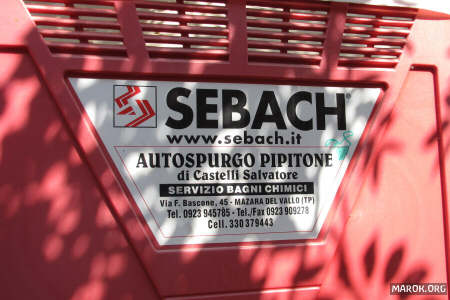 SEBACH®
www.sebach.it
AUTOSPURGO PIPITONE
di Castelli Salvatore
SERVIZIO BAGNI CHIMICI
Via F. Bascone, 45 - MAZARA DEL VALLO (TP)
Tel. 0923 945785 - Tel./Fax 0923 909278
Cell. 330 379443
MAROK.ORG